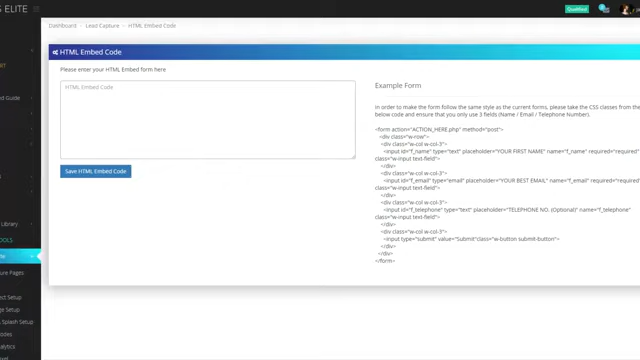 ELITE
Qualified
Dashboard Lead Capture HTML Embed Code
HTML Embed Code
Please enter your HTML Embed form here
HTML Embed Code
Save HTML Embed Code
Example Form
In order to make the form follow the same style as the current forms, please take the CSS classes from the
below code and ensure that you only use 3 fields (Name / Email / Telephone Number).
<form action="ACTION_HERE.php" method="post">
<div class="w-row">
<div class="w-col w-col-3">
<input id="f_name" type="text" placeholder="YOUR FIRST NAME" name="f_name" required="required"
class="w-input text-field">
</div>
<div class="w-col w-col-3">
<input id="f_email" type="email" placeholder="YOUR BEST EMAIL" name="f_email" required="required"
class="w-input text-field">
</div>
<div class="w-col w-col-3">
<input id="f_telephone" type="text" placeholder="TELEPHONE NO. (Optional)" name="f_telephone"
class="w-input text-field">
</div>
<div class="w-col w-col-3">
<input type="submit" value="Submit"class="w-button submit-button">
</div>
</div>
</form>
Guide
Library
Pages
Setup
Setup
Splash Setup